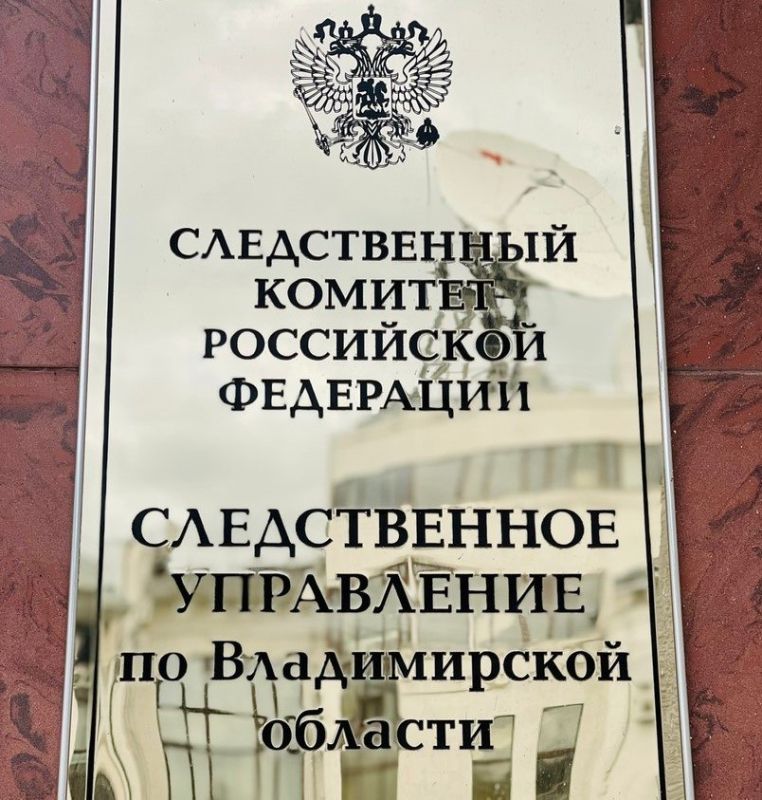 СЛЕДСТВЕННЫЙ
КОМИТЕТ
РОССИЙСКОЙ
ФЕДЕРАЦИИ
СЛЕДСТВЕННОЕ
УПРАВЛЕНИЕ
по Владимирской
области